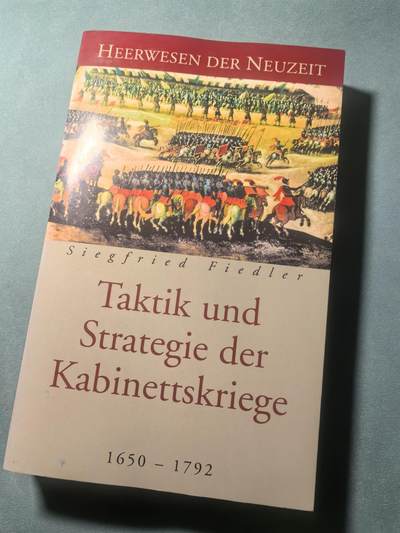 HEERWESEN DER NEUZEIT
Siegfried Fiedler
Taktik und
Strategie der
Kabinettskriege
1650 – 1792